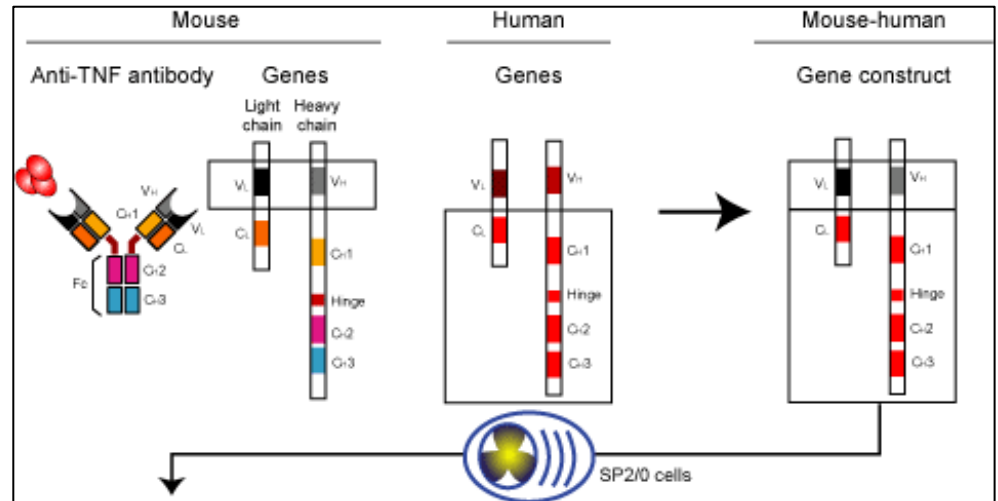 Mouse
Human
Mouse-human
Anti-TNF antibody
Genes
Genes
Gene construct
Light chain
Heavy chain
VH
CH1
VL
CL
Fc
CH2
CH3
VL
VH
CL
CH1
Hinge
CH2
CH3
VL
VH
CL
CH1
Hinge
CH2
CH3
VL
VH
CL
CH1
Hinge
CH2
CH3
SP2/0 cells